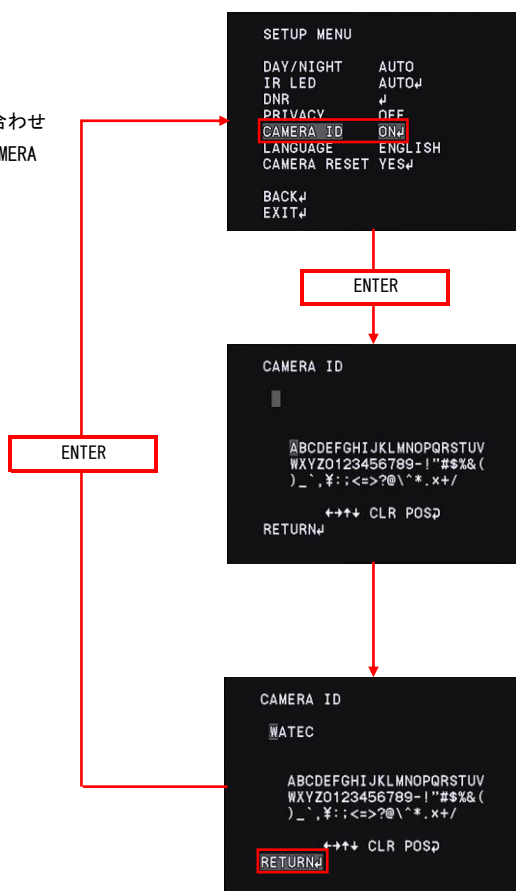 SETUP MENU
DAY/NIGHT AUTO
IR LED AUTO↲
DNR ↲
PRIVACY OFF
CAMERA ID ON↲
LANGUAGE ENGLISH
CAMERA RESET YES↲
BACK↲
EXIT↲
合わせ
MERA
ENTER
CAMERA ID
ABCDEFGHIJKLMNOPQRSTUV
WXYZ0123456789-!"#$%&(
)_`,¥:;<=>?@\^*.x+/
←→↑↓ CLR POS⊋
RETURN↲
ENTER
CAMERA ID
WATEC
ABCDEFGHIJKLMNOPQRSTUV
WXYZ0123456789-!"#$%&(
)_`,¥:;<=>?@\^*.x+/
←→↑↓ CLR POS⊋
RETURN↲